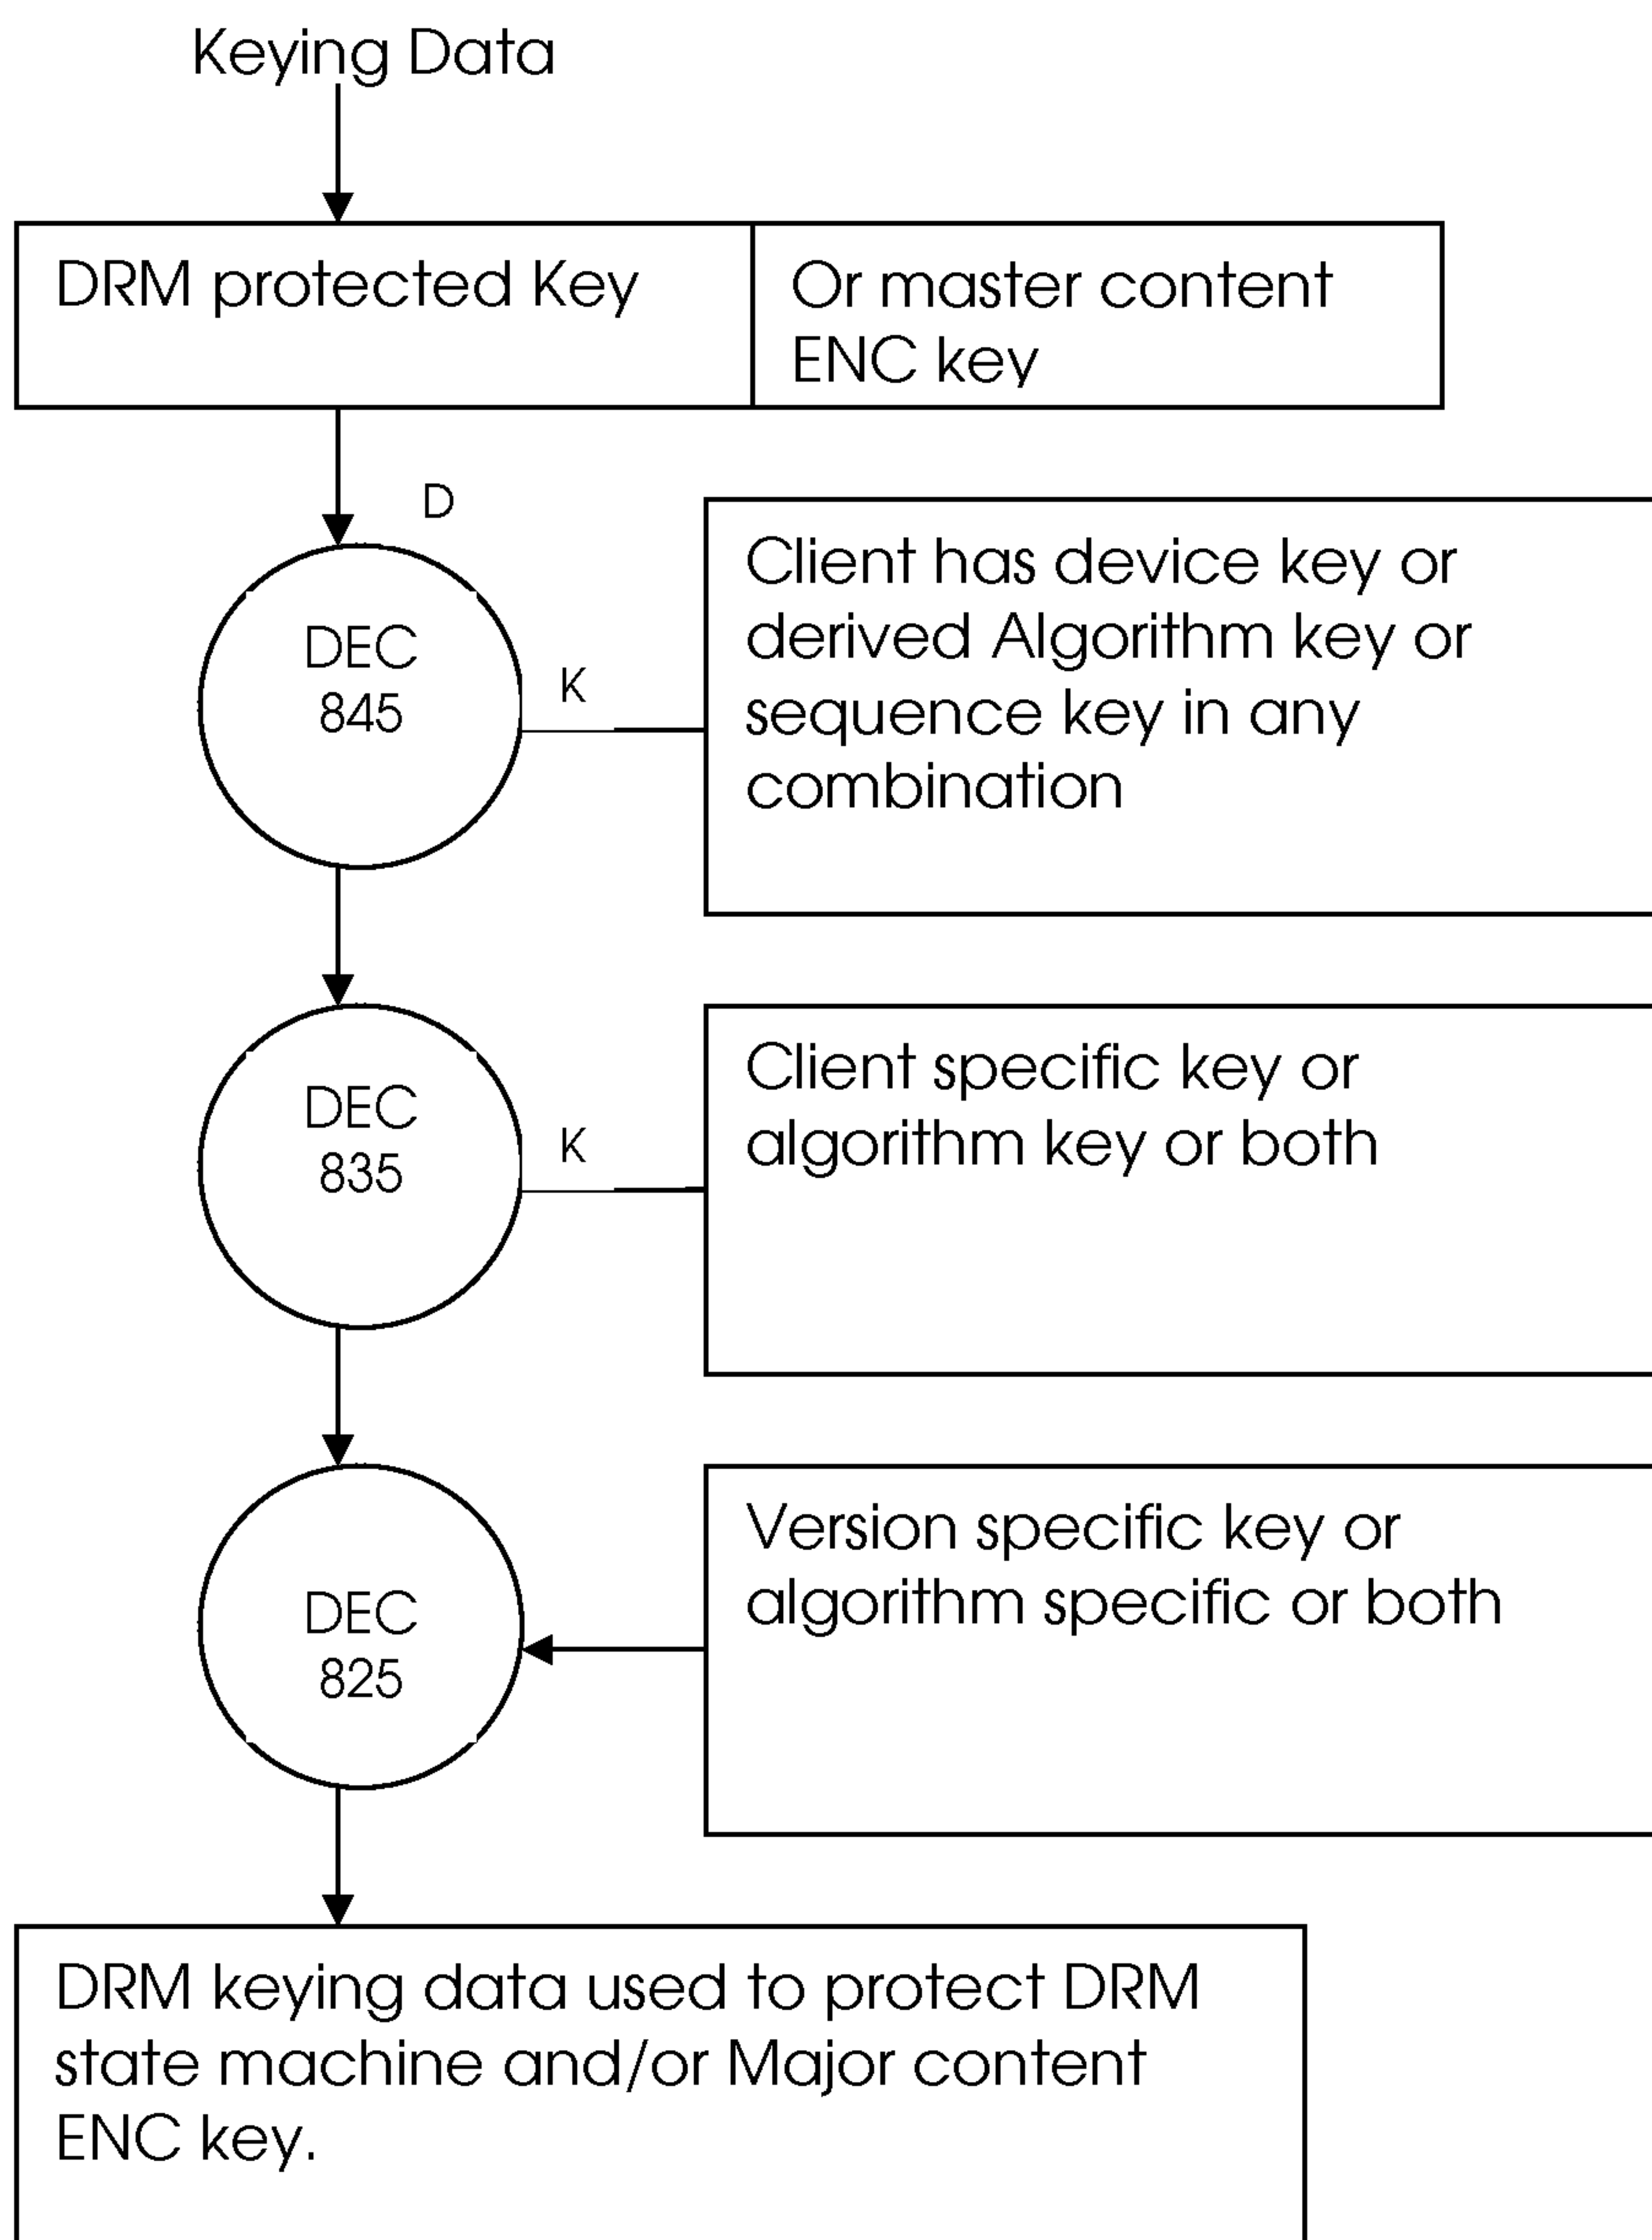 Keying Data
DRM protected Key
Or master content
ENC key
D
DEC
845
K
Client has device key or
derived Algorithm key or
sequence key in any
combination
DEC
835
K
Client specific key or
algorithm key or both
DEC
825
Version specific key or
algorithm specific or both
DRM keying data used to protect DRM
state machine and/or Major content
ENC key.